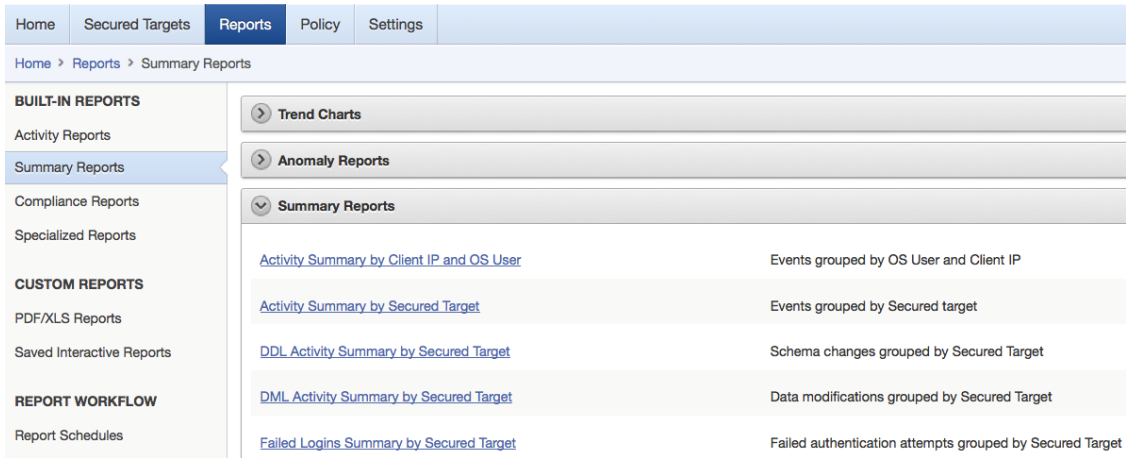 Home Secured Targets Reports Policy Settings
Home > Reports > Summary Reports
BUILT-IN REPORTS
Activity Reports
Summary Reports
Compliance Reports
Specialized Reports
CUSTOM REPORTS
PDF/XLS Reports
Saved Interactive Reports
REPORT WORKFLOW
Report Schedules
Trend Charts
Anomaly Reports
Summary Reports
Activity Summary by Client IP and OS User Events grouped by OS User and Client IP
Activity Summary by Secured Target Events grouped by Secured target
DDL Activity Summary by Secured Target Schema changes grouped by Secured Target
DML Activity Summary by Secured Target Data modifications grouped by Secured Target
Failed Logins Summary by Secured Target Failed authentication attempts grouped by Secured Target